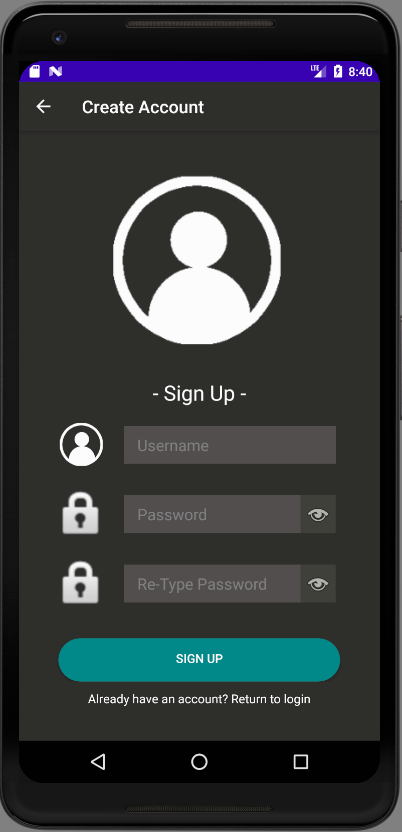 LTE 8:40
Create Account
- Sign Up -
Username
Password
Re-Type Password
SIGN UP
Already have an account? Return to login